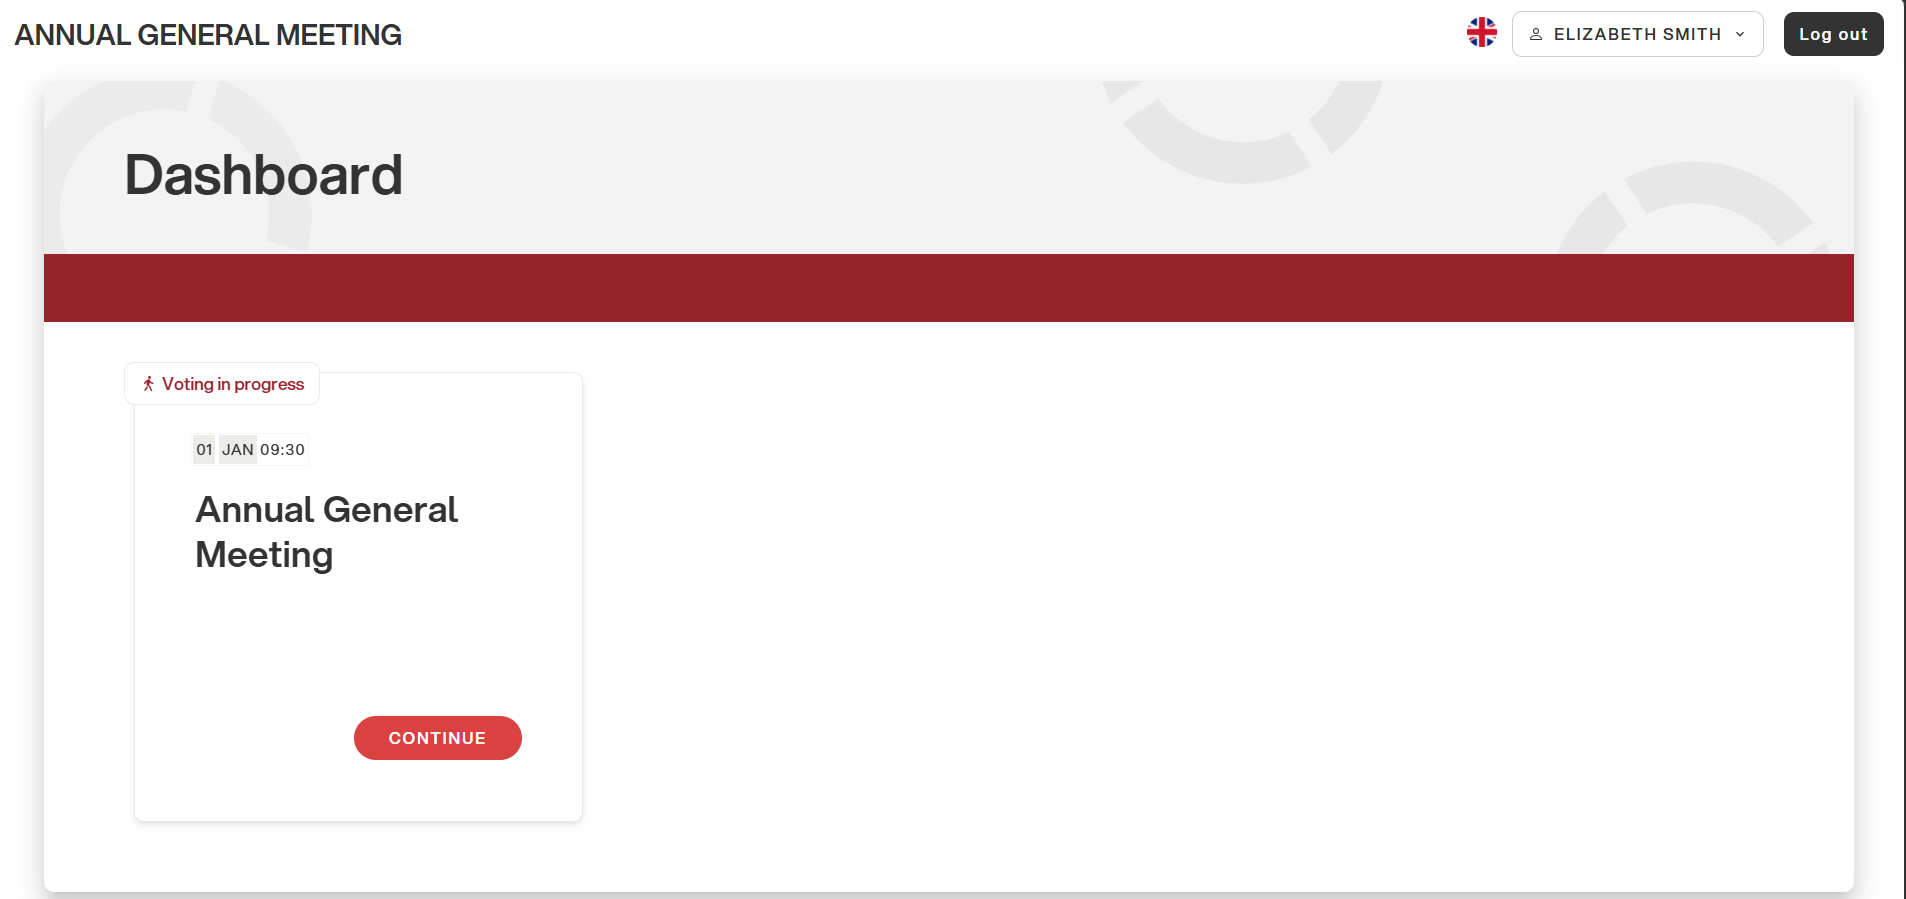 ANNUAL GENERAL MEETING
ELIZABETH SMITH
Log out
Dashboard
Voting in progress
01 JAN 09:30
Annual General
Meeting
CONTINUE